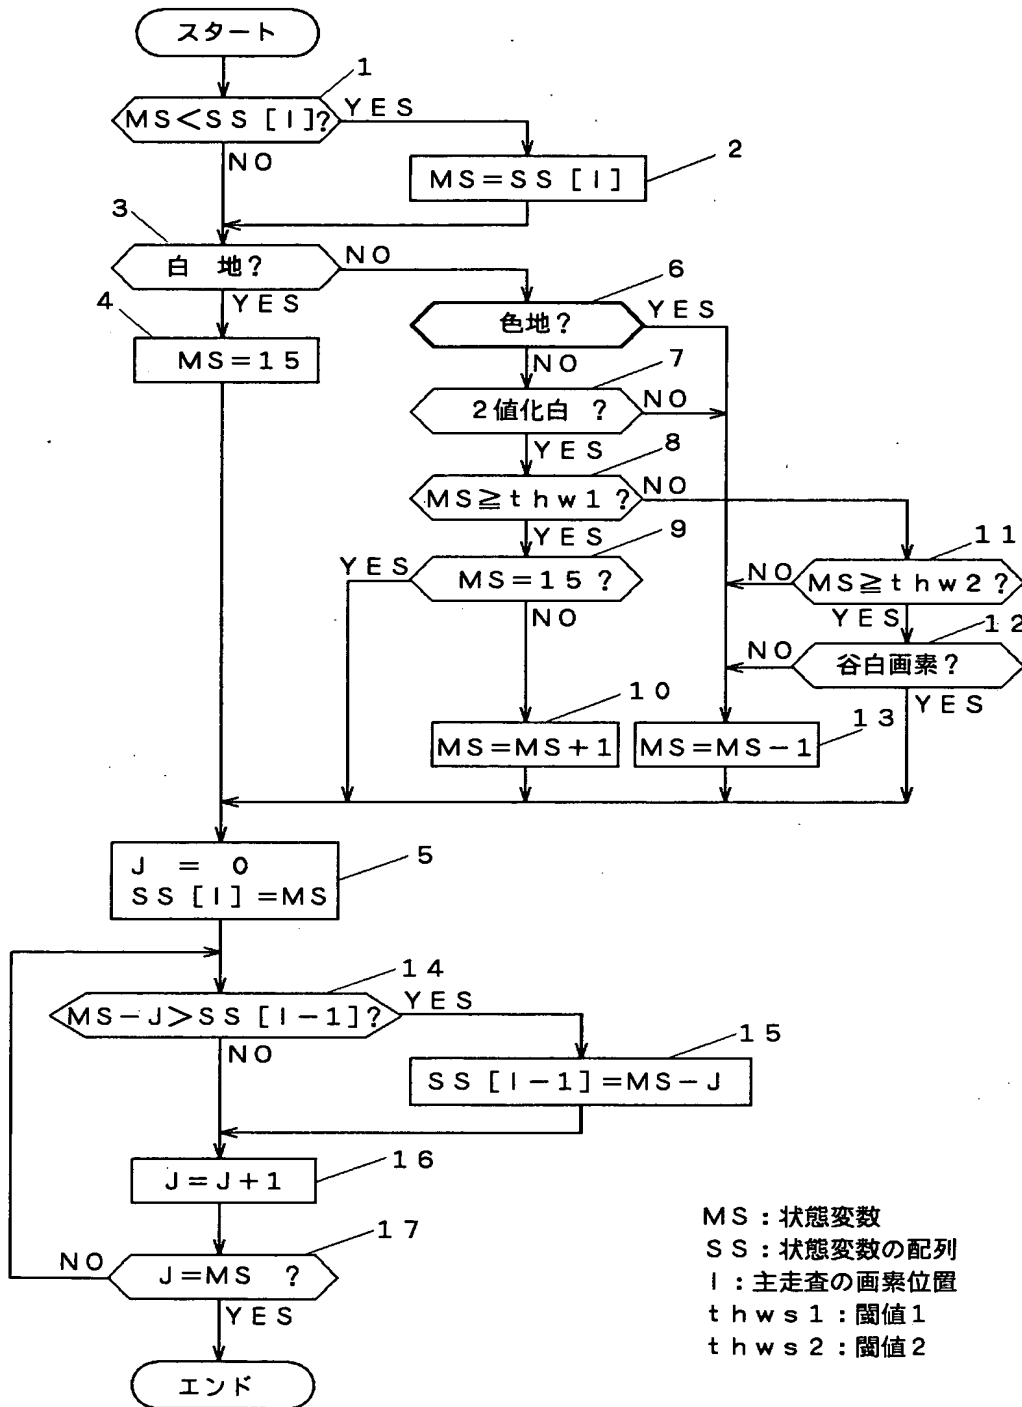 スタート
1
MS<SS [I]?
YES
NO
2
MS=SS [I]
3
白 地?
NO
YES
4
MS=15
6
色地?
YES
NO
7
2値化白 ?
NO
YES
8
MS≧thw1 ?
NO
YES
9
YES
MS=15 ?
NO
11
NO
MS≧thw2 ?
YES
12
NO
谷白画素?
YES
10
MS=MS+1
13
MS=MS-1
5
J = 0
SS [I] =MS
14
MS-J>SS [I-1]?
YES
NO
15
SS [I-1]=MS-J
16
J=J+1
17
NO
J=MS ?
YES
エンド
MS:状態変数
SS:状態変数の配列
I:主走査の画素位置
thws1:閾値1
thws2:閾値2